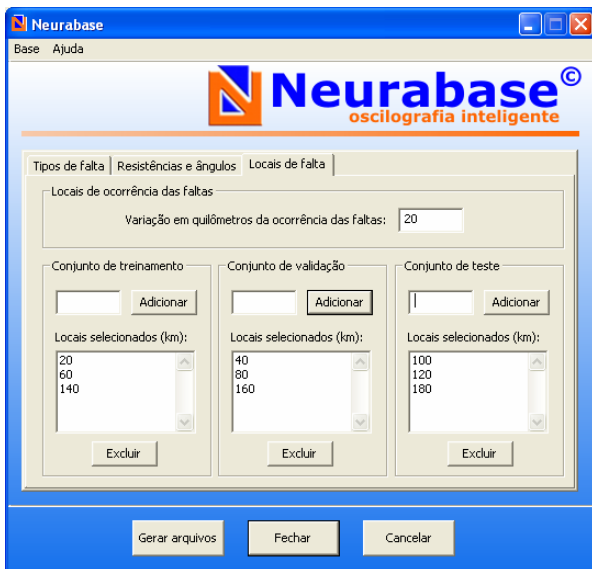 Neurabase
Base Ajuda
Neurabase©
oscilografia inteligente
Tipos de falta Resistências e ângulos Locais de falta
Locais de ocorrência das faltas
Variação em quilômetros da ocorrência das faltas: 20
Conjunto de treinamento
Adicionar
Locais selecionados (km):
20
60
140
Excluir
Conjunto de validação
Adicionar
Locais selecionados (km):
40
80
160
Excluir
Conjunto de teste
Adicionar
Locais selecionados (km):
100
120
180
Excluir
Gerar arquivos Fechar Cancelar